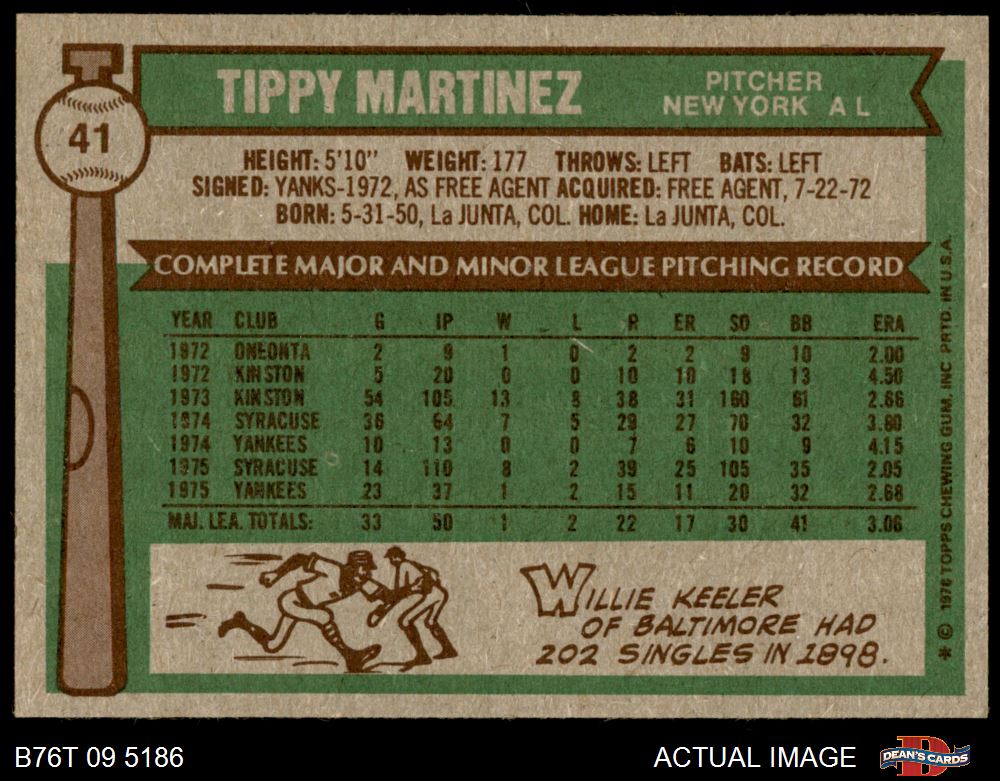 41
TIPPY MARTINEZ
PITCHER
NEW YORK A L
HEIGHT: 5'10" WEIGHT: 177 THROWS: LEFT BATS: LEFT
SIGNED: YANKS-1972, AS FREE AGENT ACQUIRED: FREE AGENT, 7-22-72
BORN: 5-31-50, La JUNTA, COL. HOME: La JUNTA, COL.
COMPLETE MAJOR AND MINOR LEAGUE PITCHING RECORD
YEAR CLUB G IP W L R ER SO BB ERA
1972 ONEONTA 2 9 1 0 2 2 9 10 2.00
1972 KINSTON 5 20 0 0 10 10 18 13 4.50
1973 KINSTON 54 105 13 8 38 31 160 61 2.66
1974 SYRACUSE 36 64 7 5 29 27 70 32 3.80
1974 YANKEES 10 13 0 0 7 6 10 9 4.15
1975 SYRACUSE 14 110 8 2 39 25 105 35 2.05
1975 YANKEES 23 37 1 2 15 11 20 32 2.68
MAJ. LEA. TOTALS: 33 50 1 2 22 17 30 41 3.06
WILLIE KEELER
OF BALTIMORE HAD
202 SINGLES IN 1898.
* © 1976 TOPPS CHEWING GUM, INC PRTD. IN U.S.A.
B76T 09 5186
ACTUAL IMAGE
DEAN'S CARDS